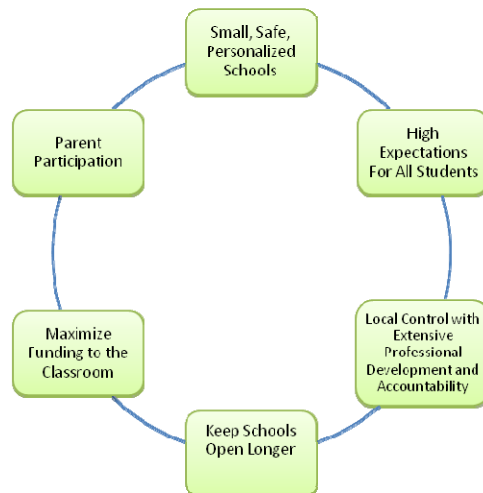 Small, Safe,
Personalized
Schools
High
Expectations
For All Students
Local Control with
Extensive
Professional
Development and
Accountability
Keep Schools
Open Longer
Maximize
Funding to the
Classroom
Parent
Participation